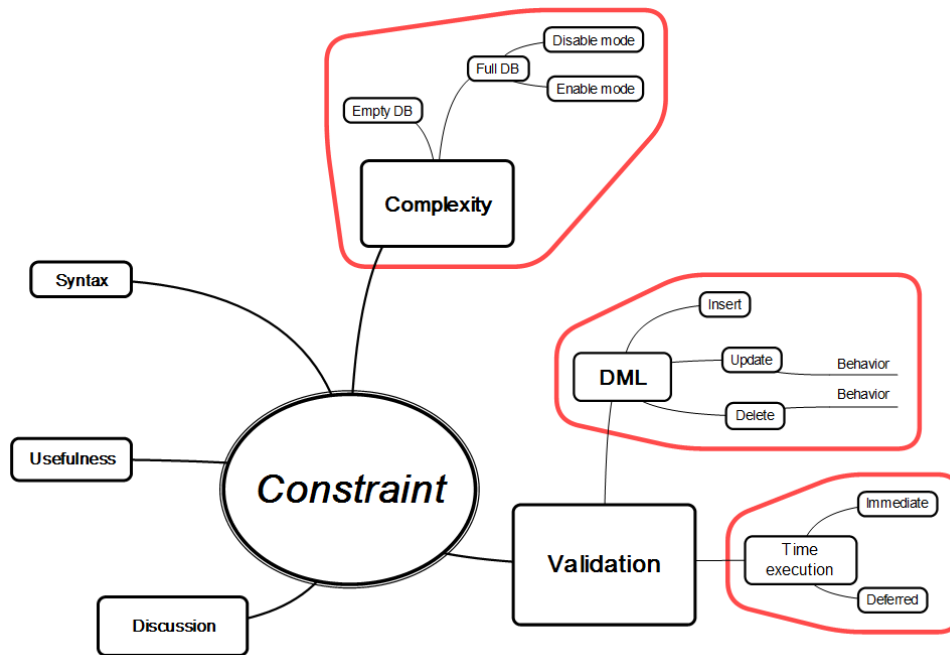 Disable mode
Full DB
Enable mode
Empty DB
Complexity
Syntax
Insert
Update
Behavior
DML
Behavior
Delete
Usefulness
Constraint
Immediate
Validation
Time
execution
Deferred
Discussion